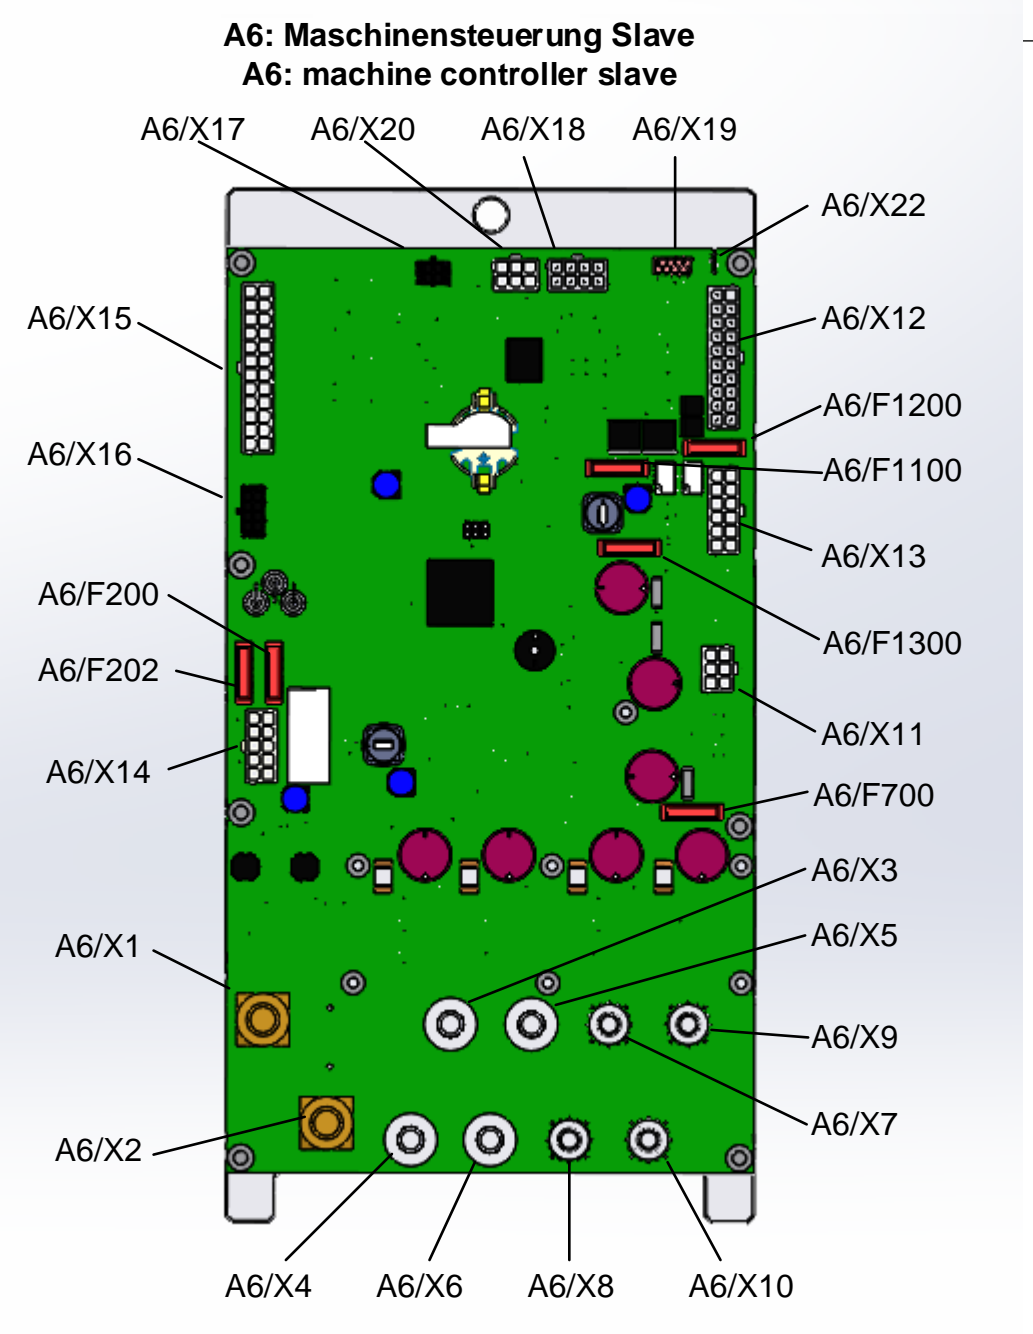 A6: Maschinensteuerung Slave
A6: machine controller slave
A6/X17 A6/X20 A6/X18 A6/X19
A6/X22
A6/X15 A6/X12
A6/F1200
A6/X16 A6/F1100
A6/X13
A6/F200
A6/F1300
A6/F202
A6/X11
A6/X14
A6/F700
A6/X3
A6/X1 A6/X5
A6/X9
A6/X7
A6/X2
A6/X4 A6/X6 A6/X8 A6/X10